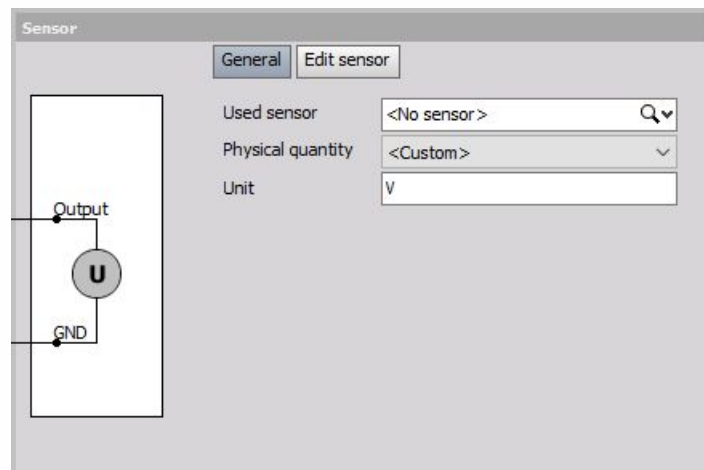 Sensor
General Edit sensor
Used sensor <No sensor>
Physical quantity <Custom>
Unit V
Output
U
GND